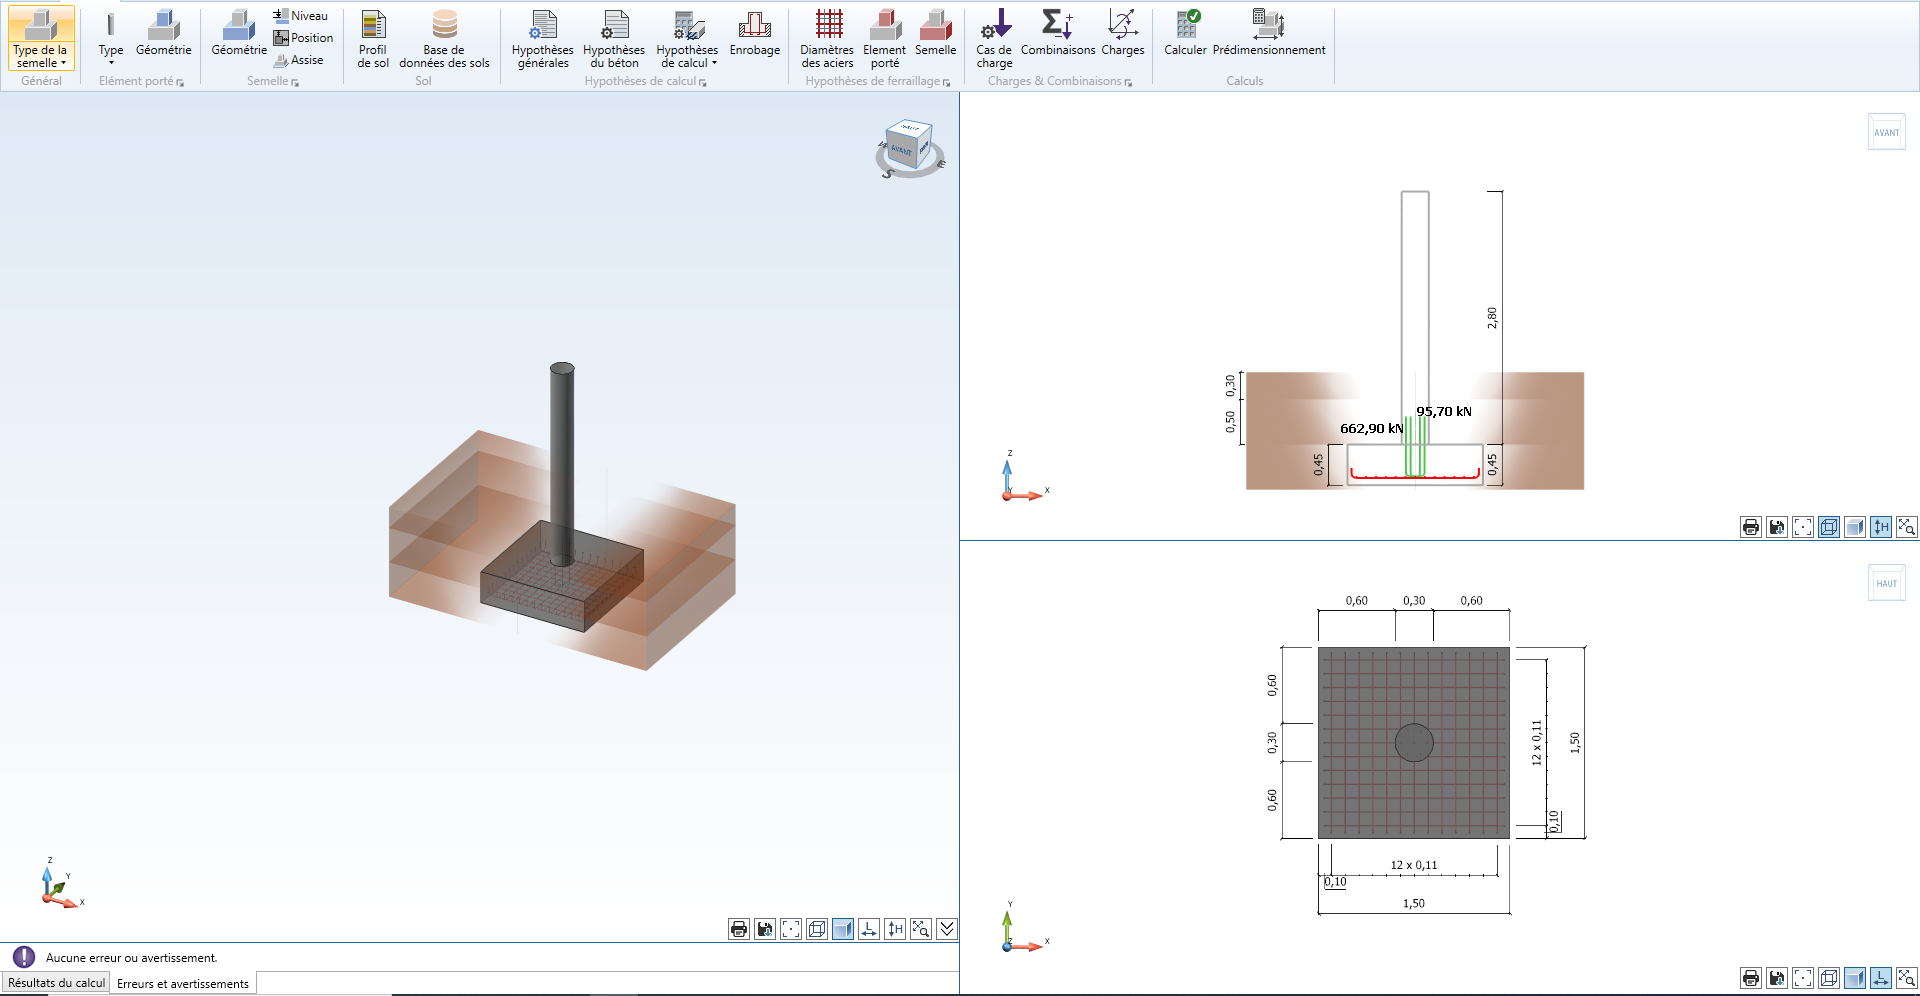 Type de la
semelle
Général
Type
Géométrie
Elément porté
Géométrie
Niveau
Position
Assise
Semelle
Profil
de sol
Base de
données des sols
Sol
Hypothèses
générales
Hypothèses
du béton
Hypothèses
de calcul
Enrobage
Hypothèses de calcul
Diamètres
des aciers
Element
porté
Semelle
Hypothèses de ferraillage
Cas de
charge
Combinaisons
Charges
Charges & Combinaisons
Calculer
Prédimensionnement
Calculs
HAUT
AVANT
S
E
Z
Y
X
L
H
Aucune erreur ou avertissement.
Résultats du calcul
Erreurs et avertissements
AVANT
2,80
0,30
0,50
95,70 kN
662,90 kN
0,45
0,45
Z
Y
X
H
HAUT
0,60
0,30
0,60
0,60
0,30
0,60
12 x 0,11
1,50
0,10
12 x 0,11
0,10
1,50
Y
Z
X
L